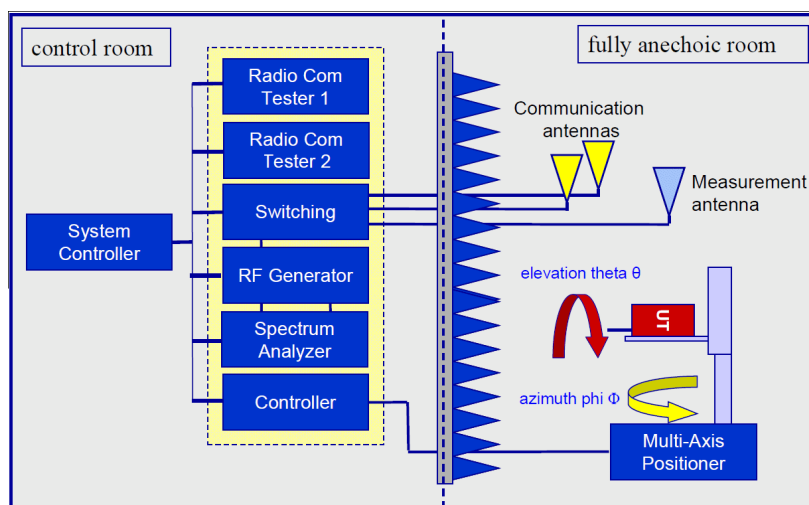 control room
fully anechoic room
Radio Com
Tester 1
Radio Com
Tester 2
Switching
System
Controller
RF Generator
Spectrum
Analyzer
Controller
Communication
antennas
Measurement
antenna
elevation theta θ
UT
azimuth phi Φ
Multi-Axis
Positioner